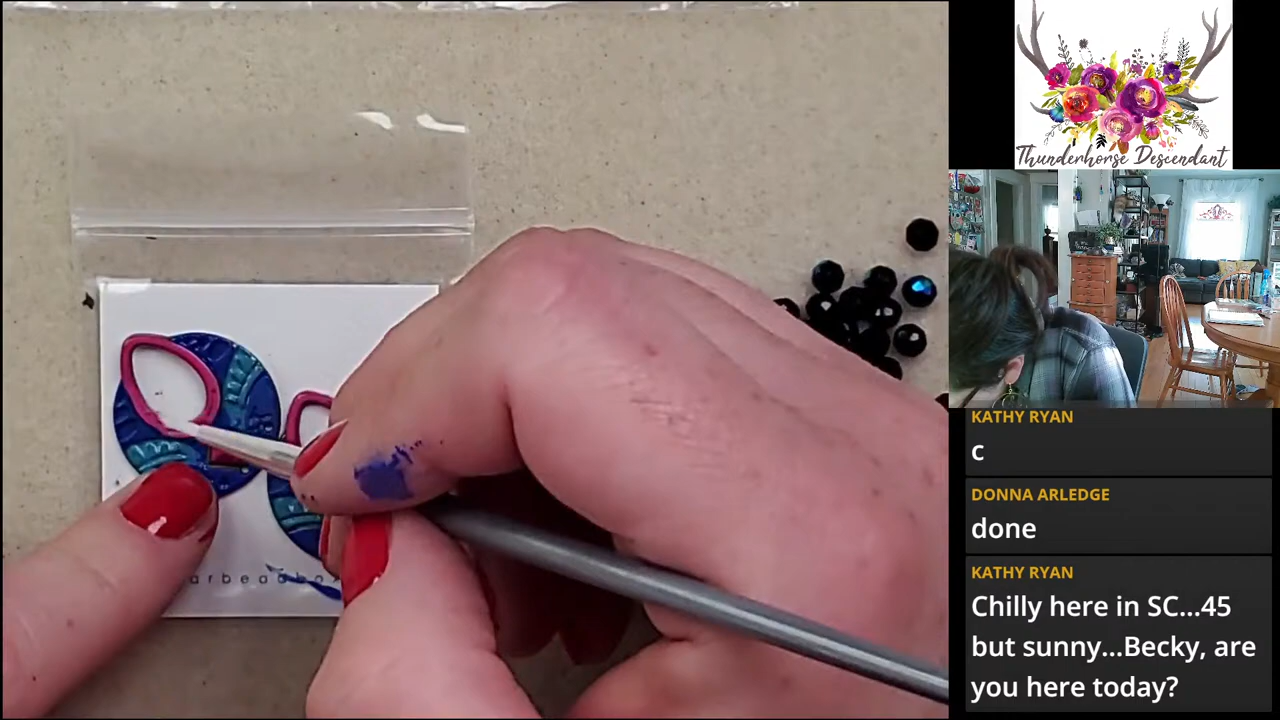 Thunderhorse Descendant
KATHY RYAN
c
DONNA ARLEDGE
done
KATHY RYAN
Chilly here in SC...45
but sunny...Becky, are
you here today?